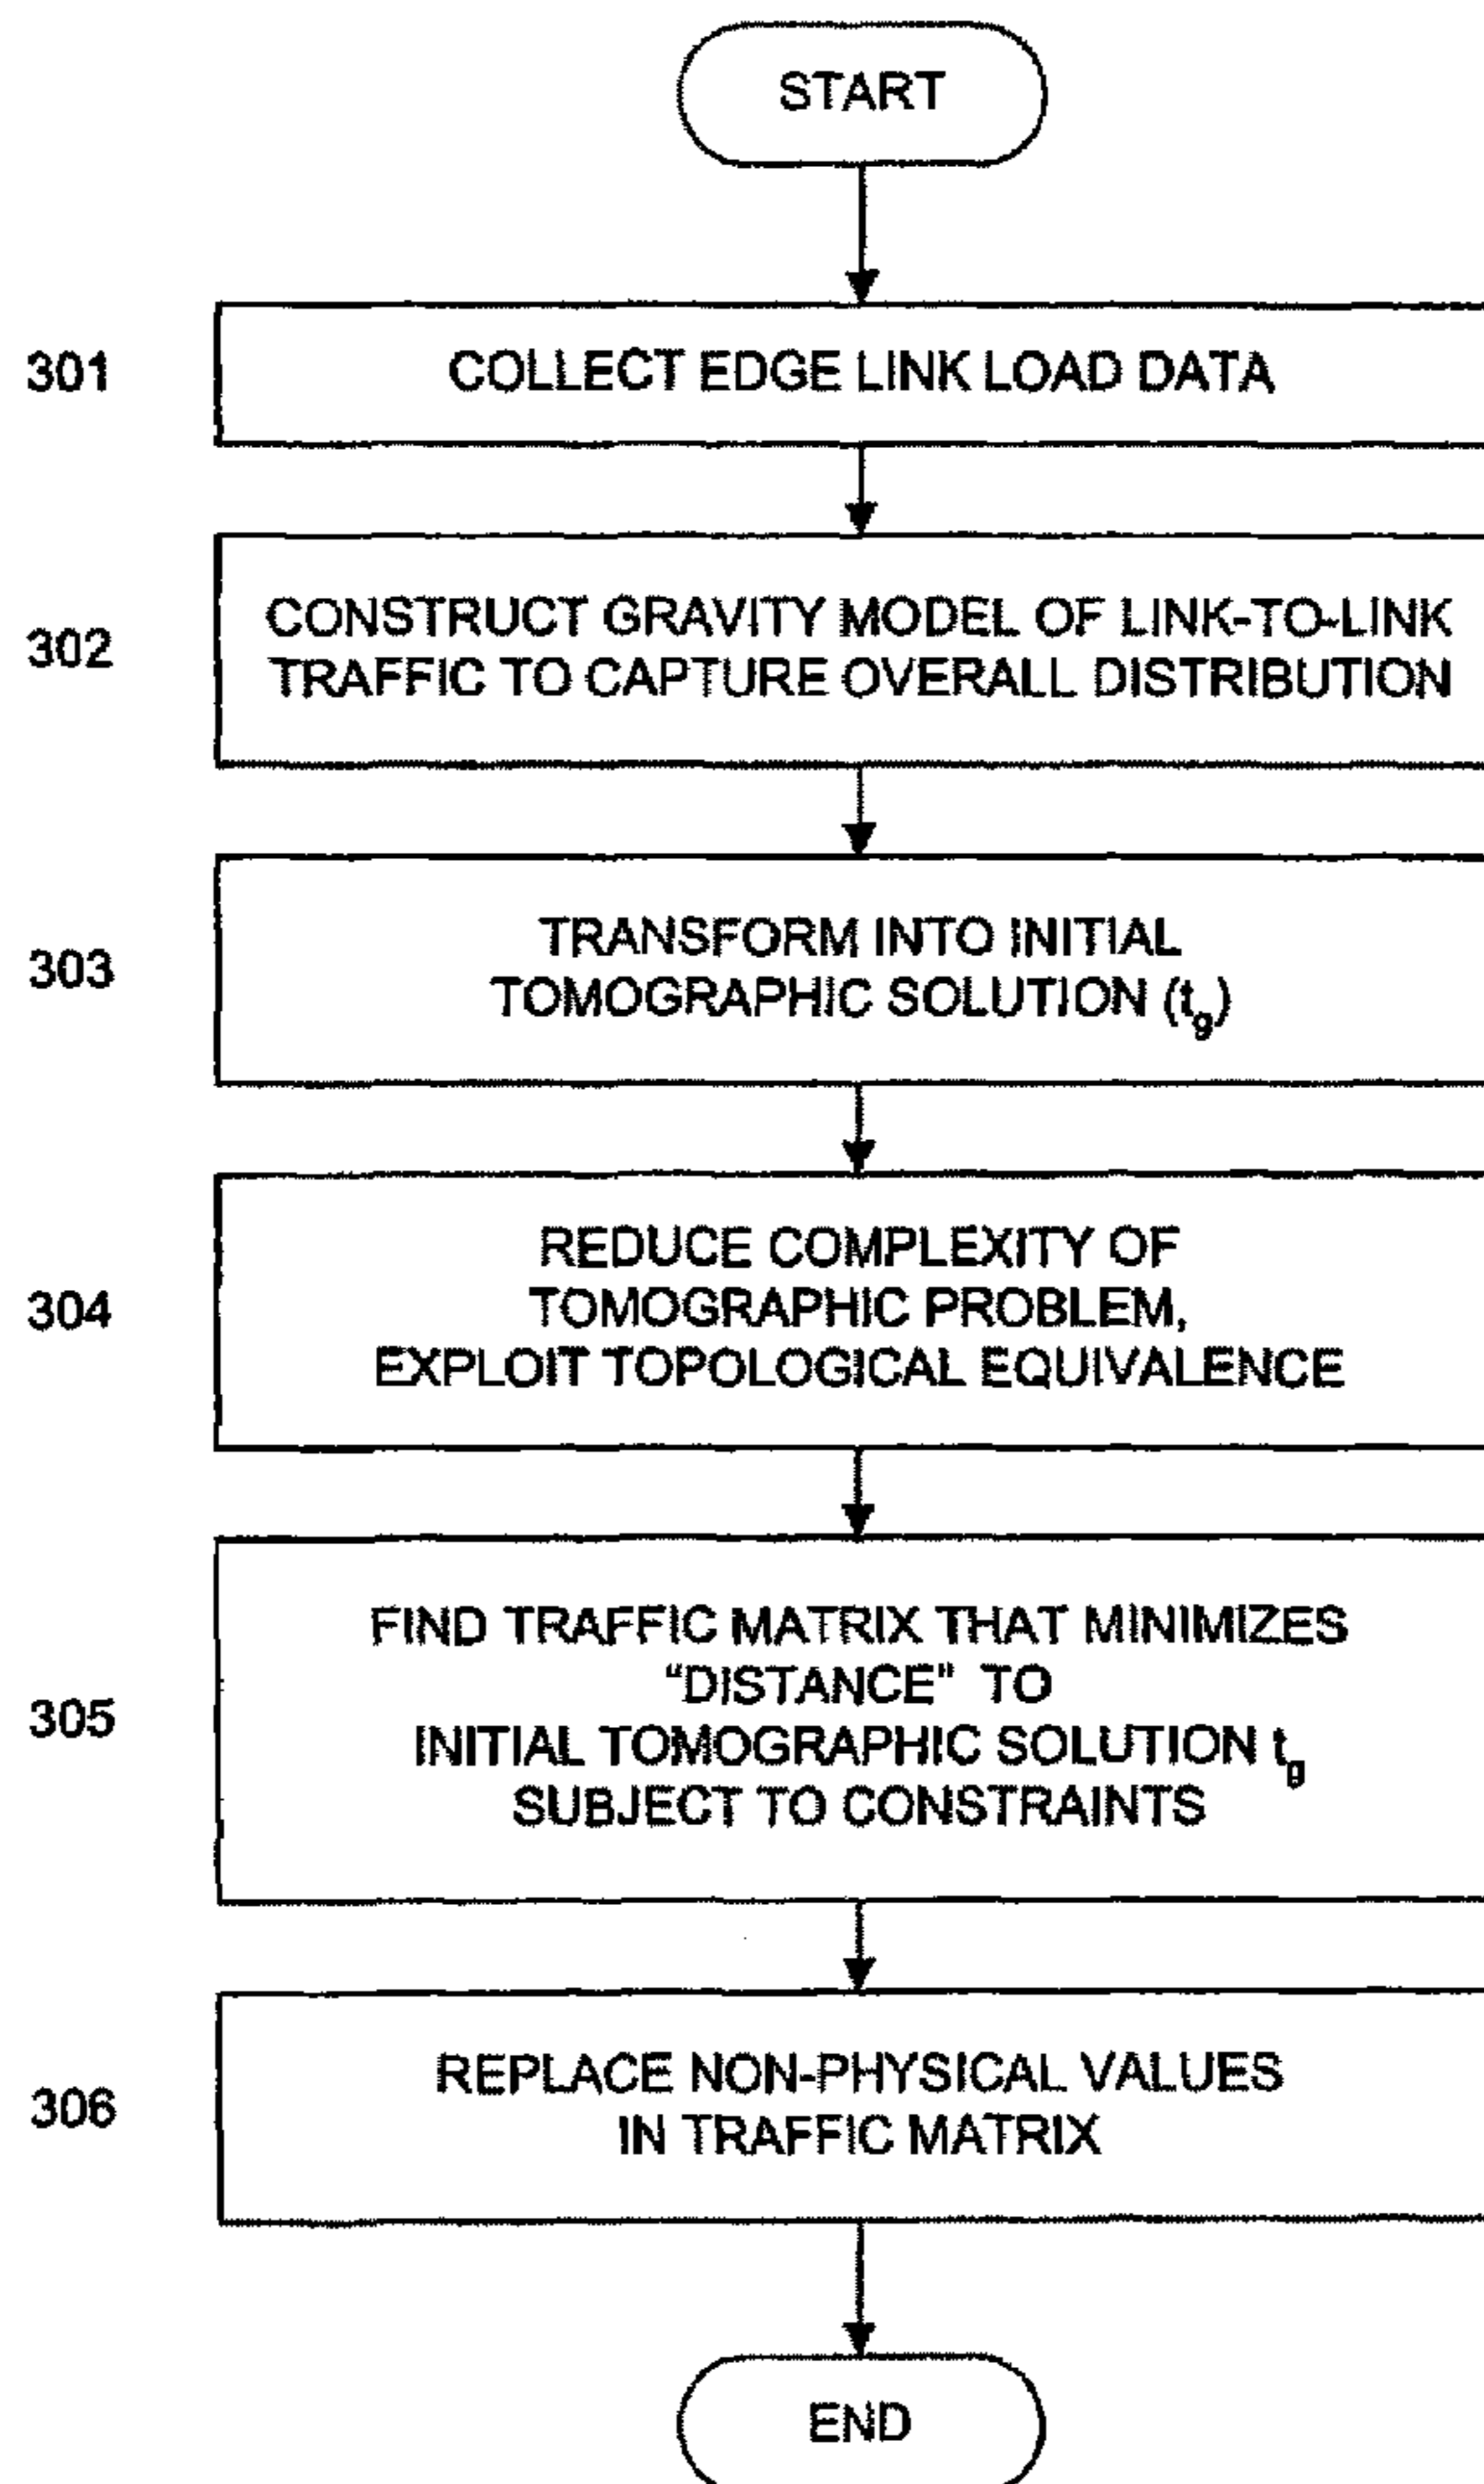 START
301
COLLECT EDGE LINK LOAD DATA
302
CONSTRUCT GRAVITY MODEL OF LINK-TO-LINK
TRAFFIC TO CAPTURE OVERALL DISTRIBUTION
303
TRANSFORM INTO INITIAL
TOMOGRAPHIC SOLUTION (tg)
304
REDUCE COMPLEXITY OF
TOMOGRAPHIC PROBLEM,
EXPLOIT TOPOLOGICAL EQUIVALENCE
305
FIND TRAFFIC MATRIX THAT MINIMIZES
“DISTANCE” TO
INITIAL TOMOGRAPHIC SOLUTION tg
SUBJECT TO CONSTRAINTS
306
REPLACE NON-PHYSICAL VALUES
IN TRAFFIC MATRIX
END